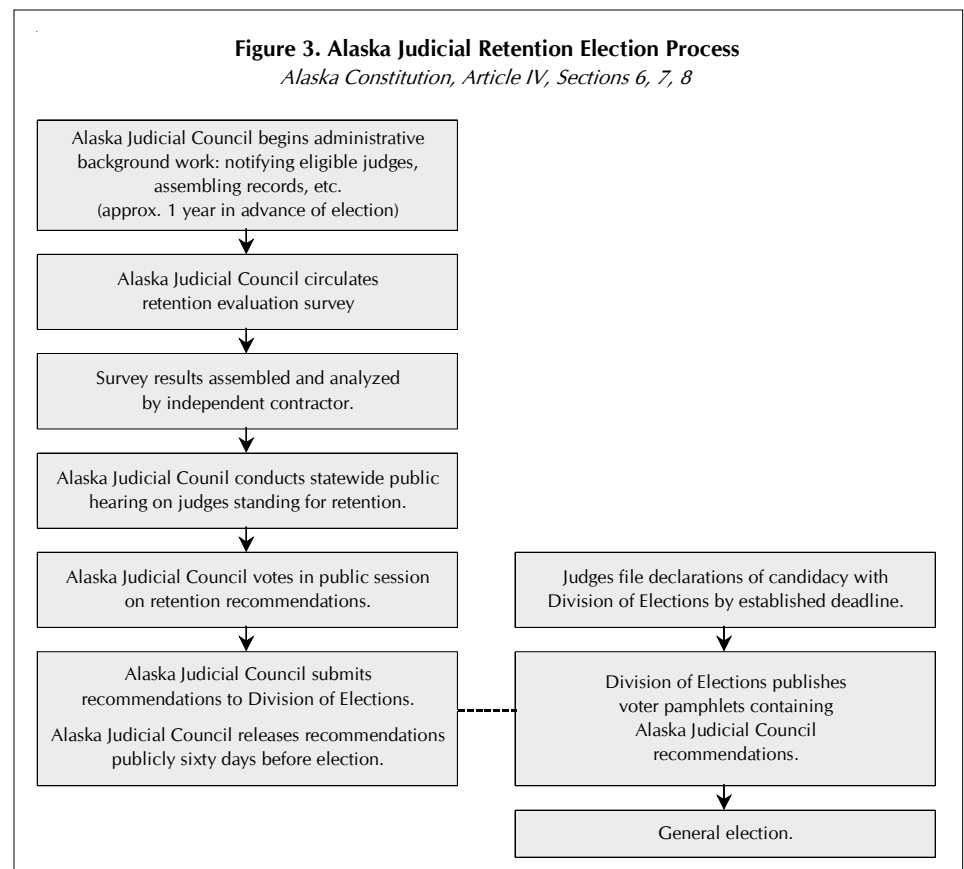 Figure 3. Alaska Judicial Retention Election Process
Alaska Constitution, Article IV, Sections 6, 7, 8
Alaska Judicial Council begins administrative
background work: notifying eligible judges,
assembling records, etc.
(approx. 1 year in advance of election)
Alaska Judicial Council circulates
retention evaluation survey
Survey results assembled and analyzed
by independent contractor.
Alaska Judicial Counil conducts statewide public
hearing on judges standing for retention.
Alaska Judicial Council votes in public session
on retention recommendations.
Alaska Judicial Council submits
recommendations to Division of Elections.
Alaska Judicial Council releases recommendations
publicly sixty days before election.
Judges file declarations of candidacy with
Division of Elections by established deadline.
Division of Elections publishes
voter pamphlets containing
Alaska Judicial Council
recommendations.
General election.